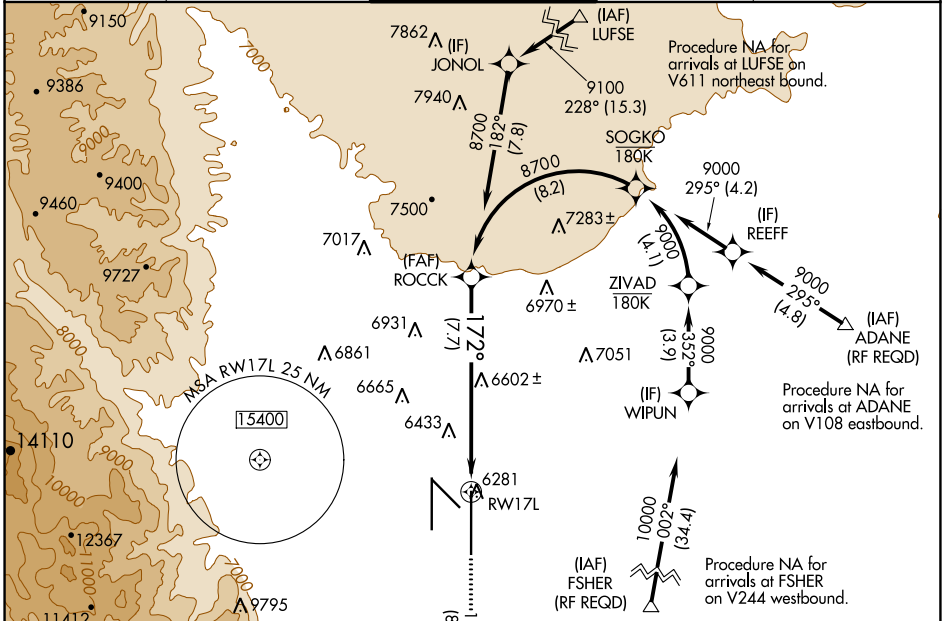 9150
9386
9400
9460
9727
9000
7000
8000
14110
9000
10000
12367
11000
11412
7000
9795
MSA RW17L 25 NM
15400
7862
(IF)
JONOL
7940
(IAF)
LUFSE
9100
228° (15.3)
Procedure NA for
arrivals at LUFSE on
V611 northeast bound.
8700
182°
(7.8)
SOGKO
180K
8700
(8.2)
7500
7283 ±
9000
295° (4.2)
(IF)
REEFF
9000
(4.1)
7017
(FAF)
ROCCK
6970 ±
ZIVAD
180K
9000
295°
(4.8)
(IAF)
ADANE
(RF REQD)
172°
(7.7)
6931
6861
7051
9000
352°
(3.9)
6602 ±
6665
6433
(IF)
WIPUN
Procedure NA for
arrivals at ADANE
on V108 eastbound.
6281
RW17L
10000
002°
(34.4)
(IAF)
FSHER
(RF REQD)
Procedure NA for
arrivals at FSHER
on V244 westbound.